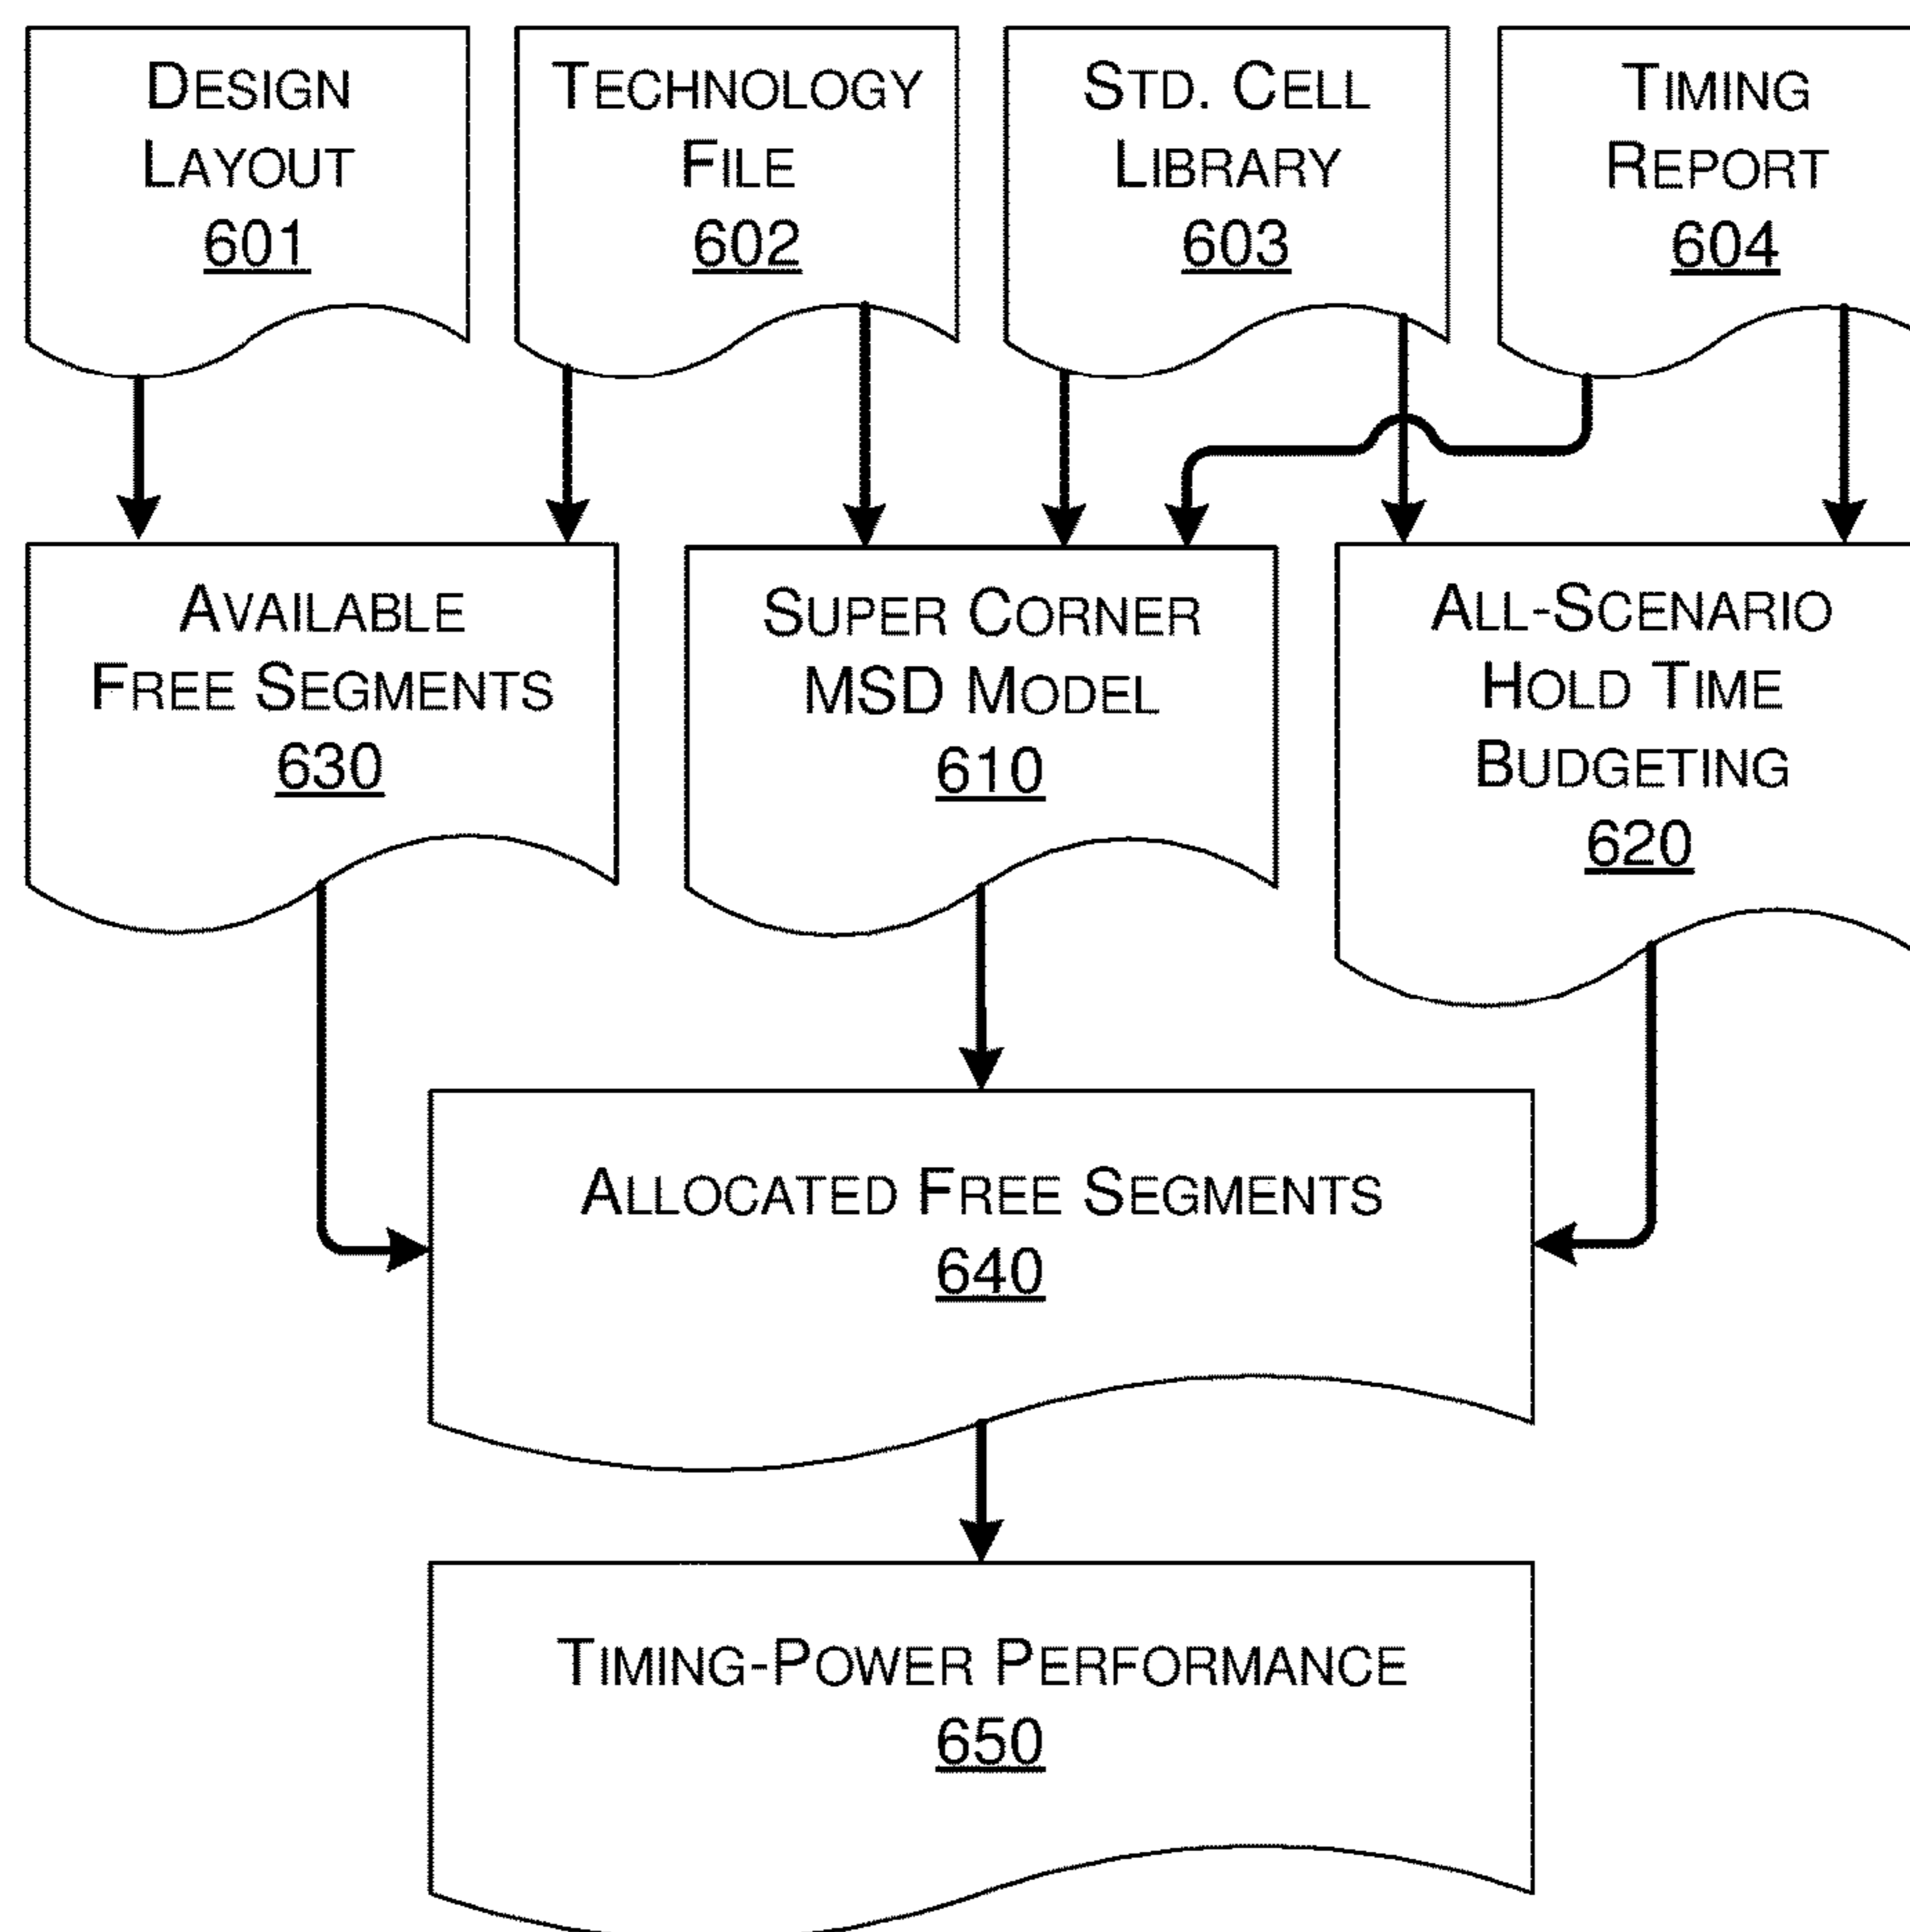 DESIGN
LAYOUT
601
TECHNOLOGY
FILE
602
STD. CELL
LIBRARY
603
TIMING
REPORT
604
AVAILABLE
FREE SEGMENTS
630
SUPER CORNER
MSD MODEL
610
ALL-SCENARIO
HOLD TIME
BUDGETING
620
ALLOCATED FREE SEGMENTS
640
TIMING-POWER PERFORMANCE
650